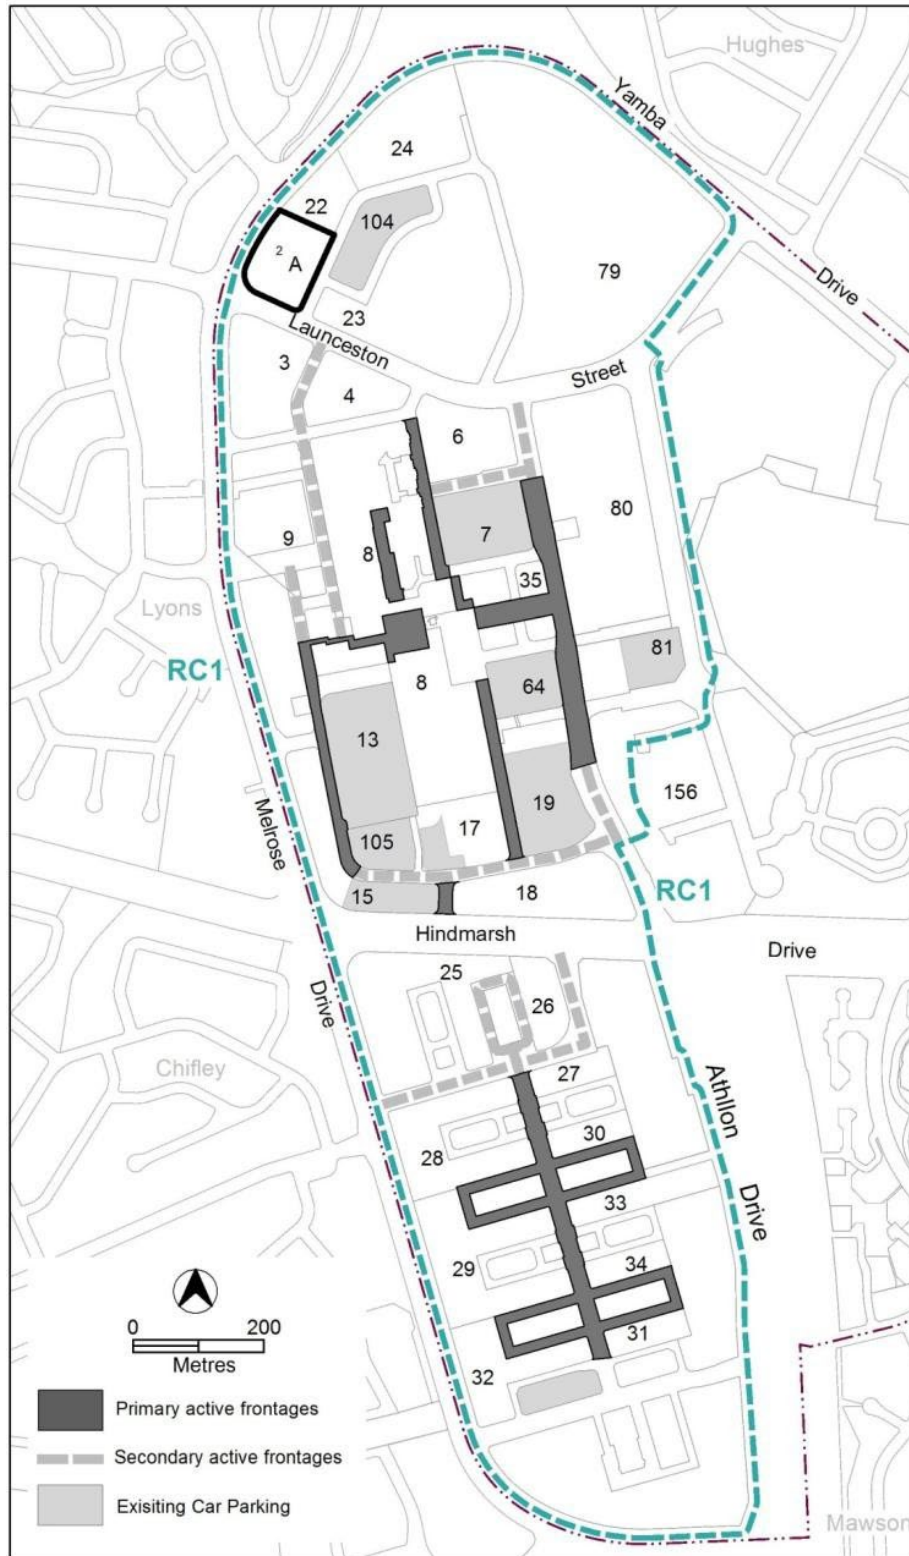 Hughes
Yamba
24
22
104
2
A
79
Drive
23
Launceston
3
Street
4
6
80
7
9
8
35
Lyons
81
RC1
8
64
13
156
19
Melrose
17
105
RC1
15
18
Hindmarsh
Drive
25
26
Drive
Chifley
27
Athllon
30
28
33
Drive
34
29
31
32
0 200
Metres
Primary active frontages
Secondary active frontages
Exisiting Car Parking
Mawson